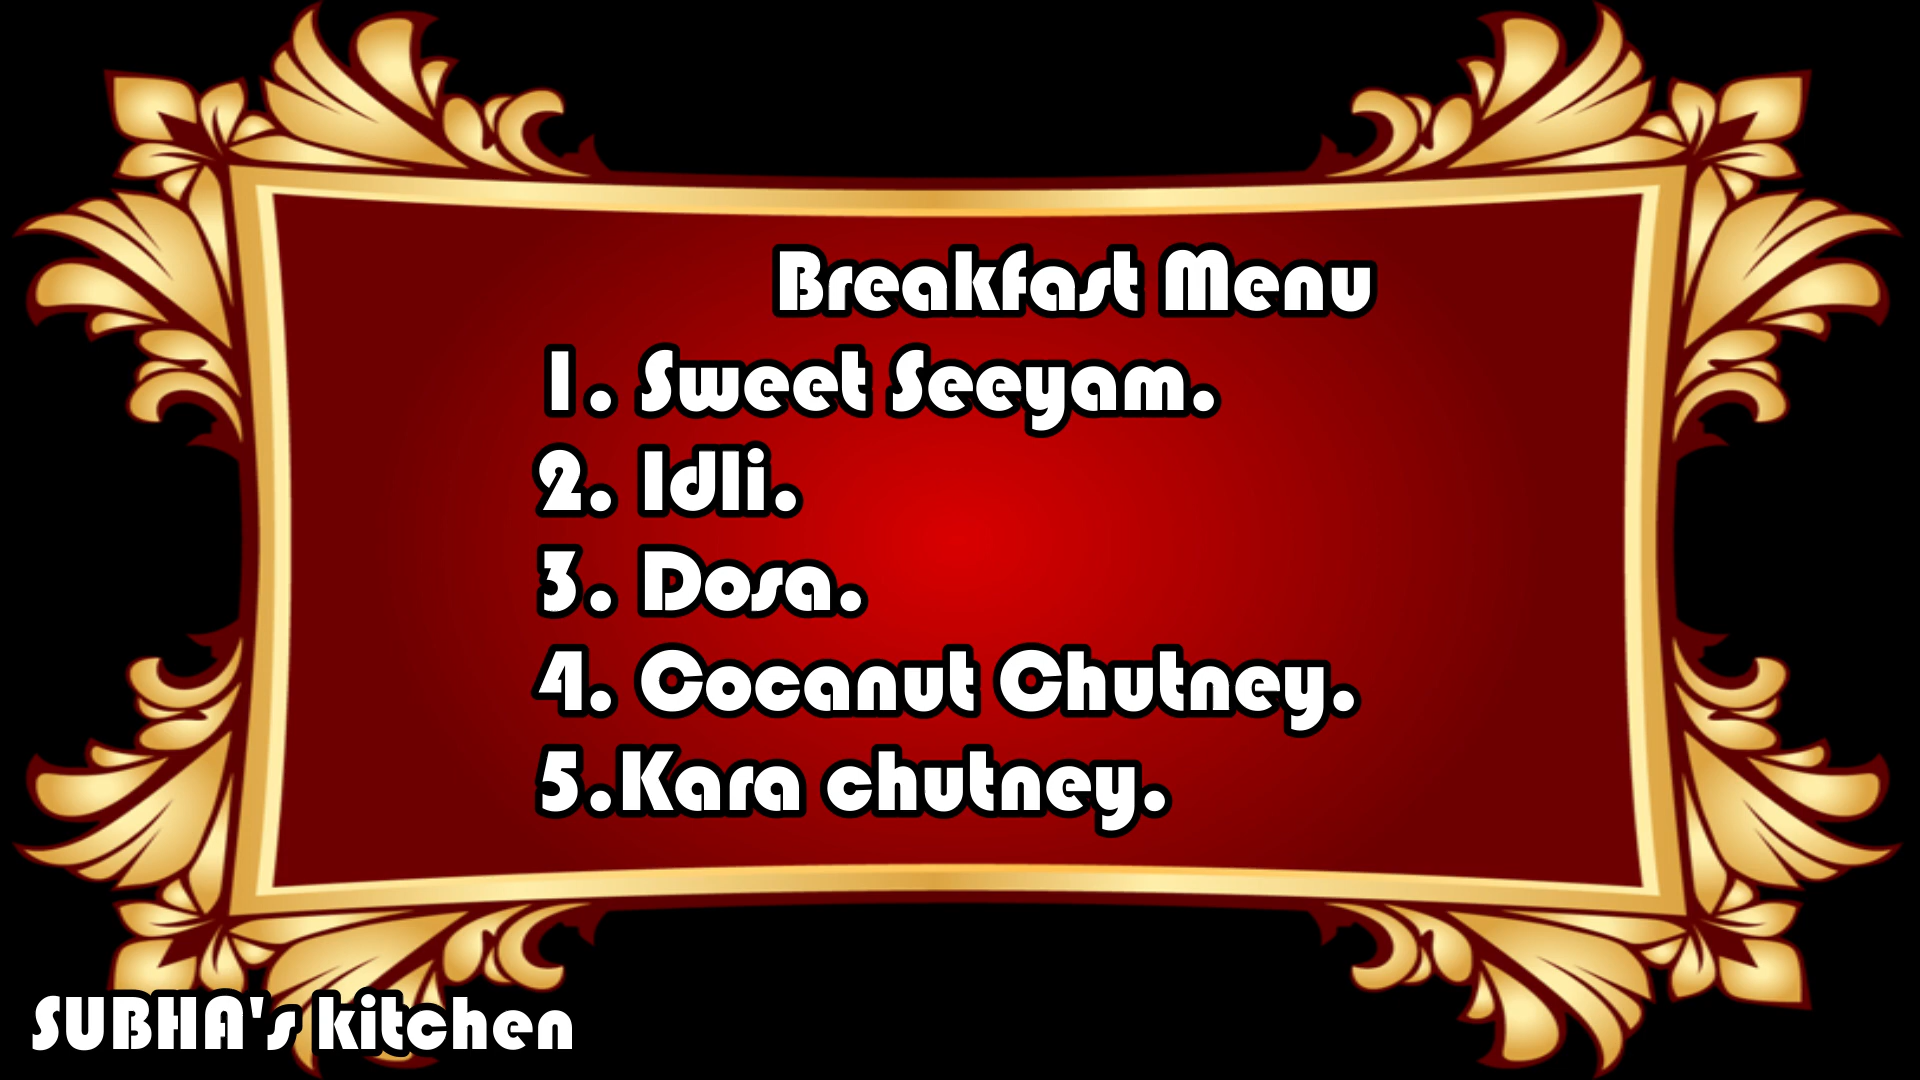 Breakfast Menu
1. Sweet Seeyam.
2. Idli.
3. Dosa.
4. Cocanut Chutney.
5.Kara chutney.
SUBHA's kitchen